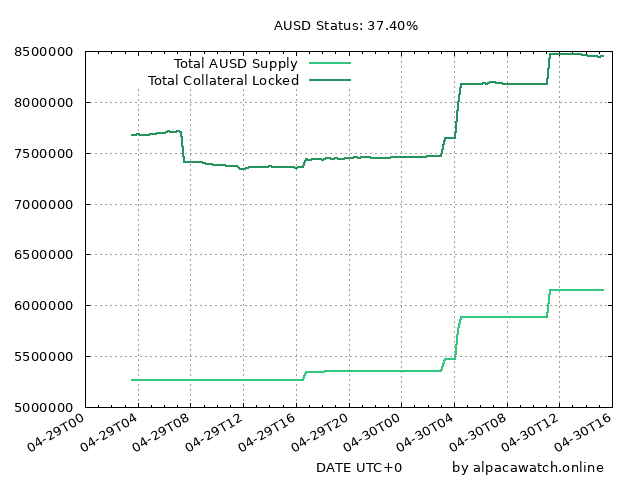 AUSD Status: 37.40%
Total AUSD Supply
Total Collateral Locked
8500000
8000000
7500000
7000000
6500000
6000000
5500000
5000000
04-29T00
04-29T04
04-29T08
04-29T12
04-29T16
04-29T20
04-30T00
04-30T04
04-30T08
04-30T12
04-30T16
DATE UTC+0
by alpacawatch.online